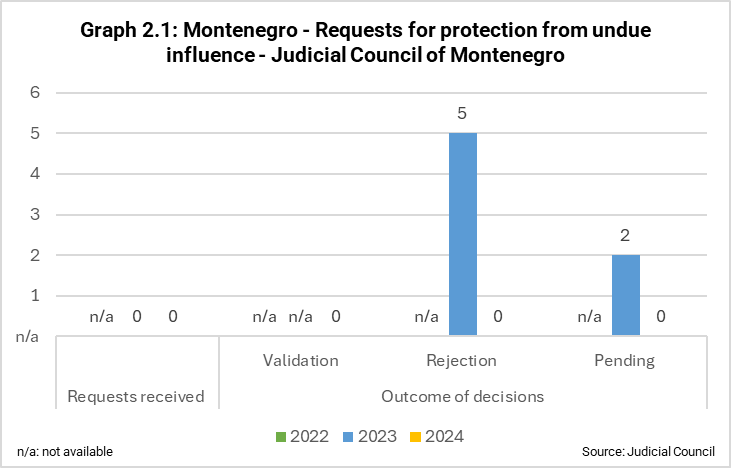 Graph 2.1: Montenegro - Requests for protection from undue
influence - Judicial Council of Montenegro
6
5
4
3
2
1
n/a
n/a 0 0
n/a n/a 0
n/a 5 0
n/a 2 0
Validation Rejection Pending
Requests received Outcome of decisions
2022 2023 2024
n/a: not available Source: Judicial Council